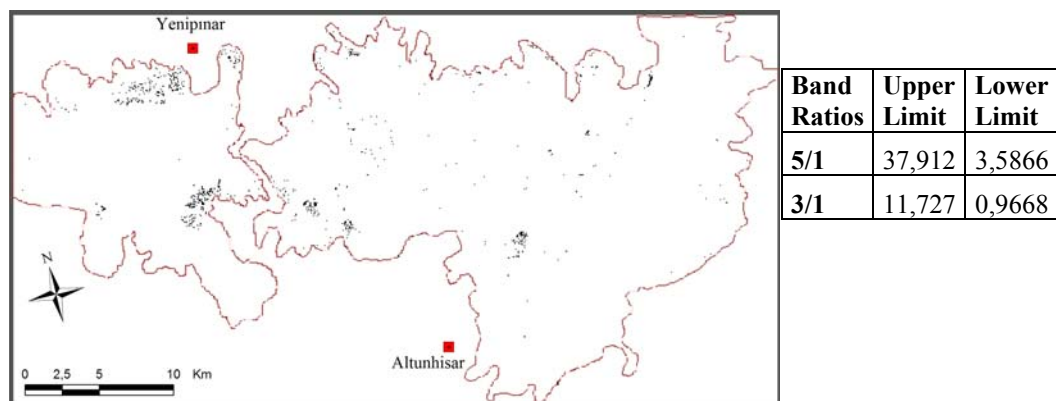 Yenipınar
N
Altunhisar
0 2,5 5 10 Km
Band Ratios Upper Limit Lower Limit
5/1 37,912 3,5866
3/1 11,727 0,9668